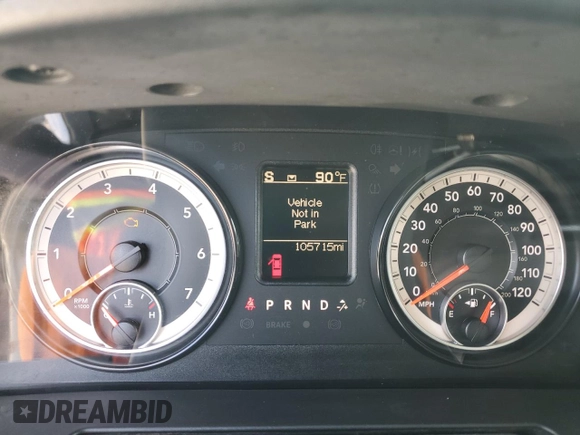 S 90°F
Vehicle
Not in
Park
105715mi
P R N D
BRAKE
0 1 2 3 4 5 6 7
RPM
x1000
C H
0 10 20 30 40 50 60 70 80 90 100 110 120
MPH
E F
DREAMBID